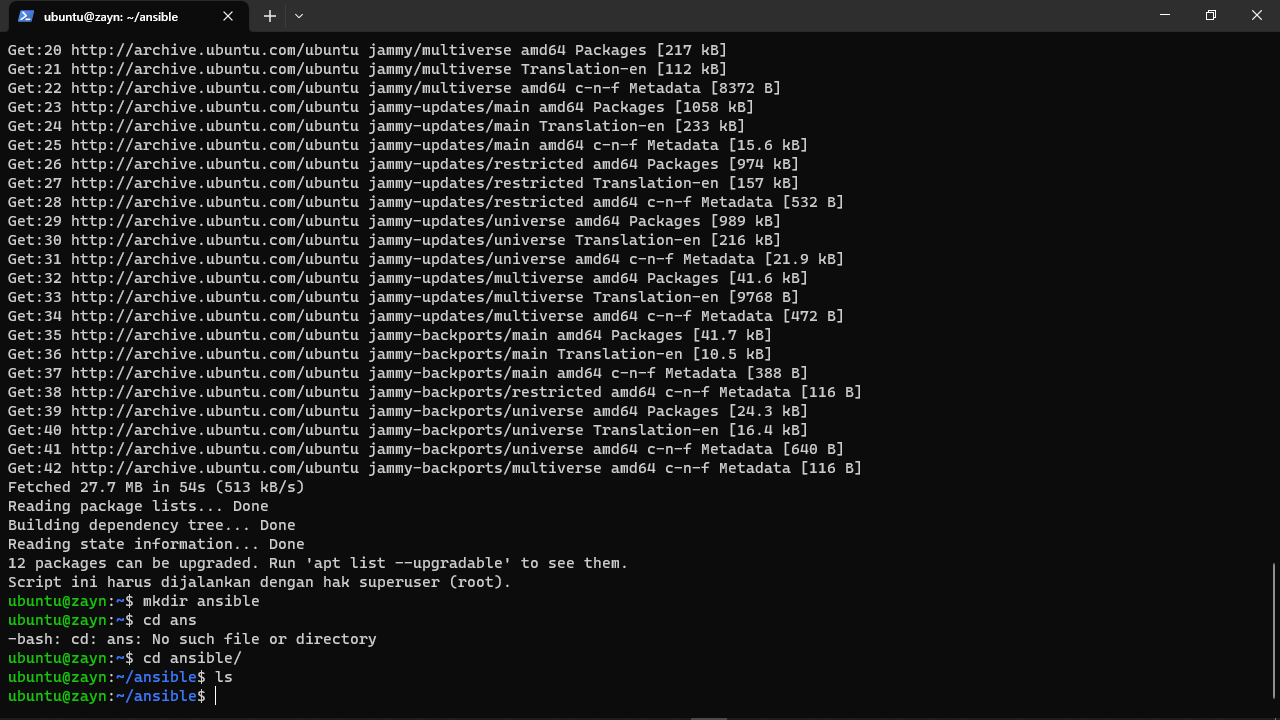 ubuntu@zayn: ~/ansible
Get:20 http://archive.ubuntu.com/ubuntu jammy/multiverse amd64 Packages [217 kB]
Get:21 http://archive.ubuntu.com/ubuntu jammy/multiverse Translation-en [112 kB]
Get:22 http://archive.ubuntu.com/ubuntu jammy/multiverse amd64 c-n-f Metadata [8372 B]
Get:23 http://archive.ubuntu.com/ubuntu jammy-updates/main amd64 Packages [1058 kB]
Get:24 http://archive.ubuntu.com/ubuntu jammy-updates/main Translation-en [233 kB]
Get:25 http://archive.ubuntu.com/ubuntu jammy-updates/main amd64 c-n-f Metadata [15.6 kB]
Get:26 http://archive.ubuntu.com/ubuntu jammy-updates/restricted amd64 Packages [974 kB]
Get:27 http://archive.ubuntu.com/ubuntu jammy-updates/restricted Translation-en [157 kB]
Get:28 http://archive.ubuntu.com/ubuntu jammy-updates/restricted amd64 c-n-f Metadata [532 B]
Get:29 http://archive.ubuntu.com/ubuntu jammy-updates/universe amd64 Packages [989 kB]
Get:30 http://archive.ubuntu.com/ubuntu jammy-updates/universe Translation-en [216 kB]
Get:31 http://archive.ubuntu.com/ubuntu jammy-updates/universe amd64 c-n-f Metadata [21.9 kB]
Get:32 http://archive.ubuntu.com/ubuntu jammy-updates/multiverse amd64 Packages [41.6 kB]
Get:33 http://archive.ubuntu.com/ubuntu jammy-updates/multiverse Translation-en [9768 B]
Get:34 http://archive.ubuntu.com/ubuntu jammy-updates/multiverse amd64 c-n-f Metadata [472 B]
Get:35 http://archive.ubuntu.com/ubuntu jammy-backports/main amd64 Packages [41.7 kB]
Get:36 http://archive.ubuntu.com/ubuntu jammy-backports/main Translation-en [10.5 kB]
Get:37 http://archive.ubuntu.com/ubuntu jammy-backports/main amd64 c-n-f Metadata [388 B]
Get:38 http://archive.ubuntu.com/ubuntu jammy-backports/restricted amd64 c-n-f Metadata [116 B]
Get:39 http://archive.ubuntu.com/ubuntu jammy-backports/universe amd64 Packages [24.3 kB]
Get:40 http://archive.ubuntu.com/ubuntu jammy-backports/universe Translation-en [16.4 kB]
Get:41 http://archive.ubuntu.com/ubuntu jammy-backports/universe amd64 c-n-f Metadata [640 B]
Get:42 http://archive.ubuntu.com/ubuntu jammy-backports/multiverse amd64 c-n-f Metadata [116 B]
Fetched 27.7 MB in 54s (513 kB/s)
Reading package lists... Done
Building dependency tree... Done
Reading state information... Done
12 packages can be upgraded. Run 'apt list --upgradable' to see them.
Script ini harus dijalankan dengan hak superuser (root).
ubuntu@zayn:~$ mkdir ansible
ubuntu@zayn:~$ cd ans
-bash: cd: ans: No such file or directory
ubuntu@zayn:~$ cd ansible/
ubuntu@zayn:~/ansible$ ls
ubuntu@zayn:~/ansible$